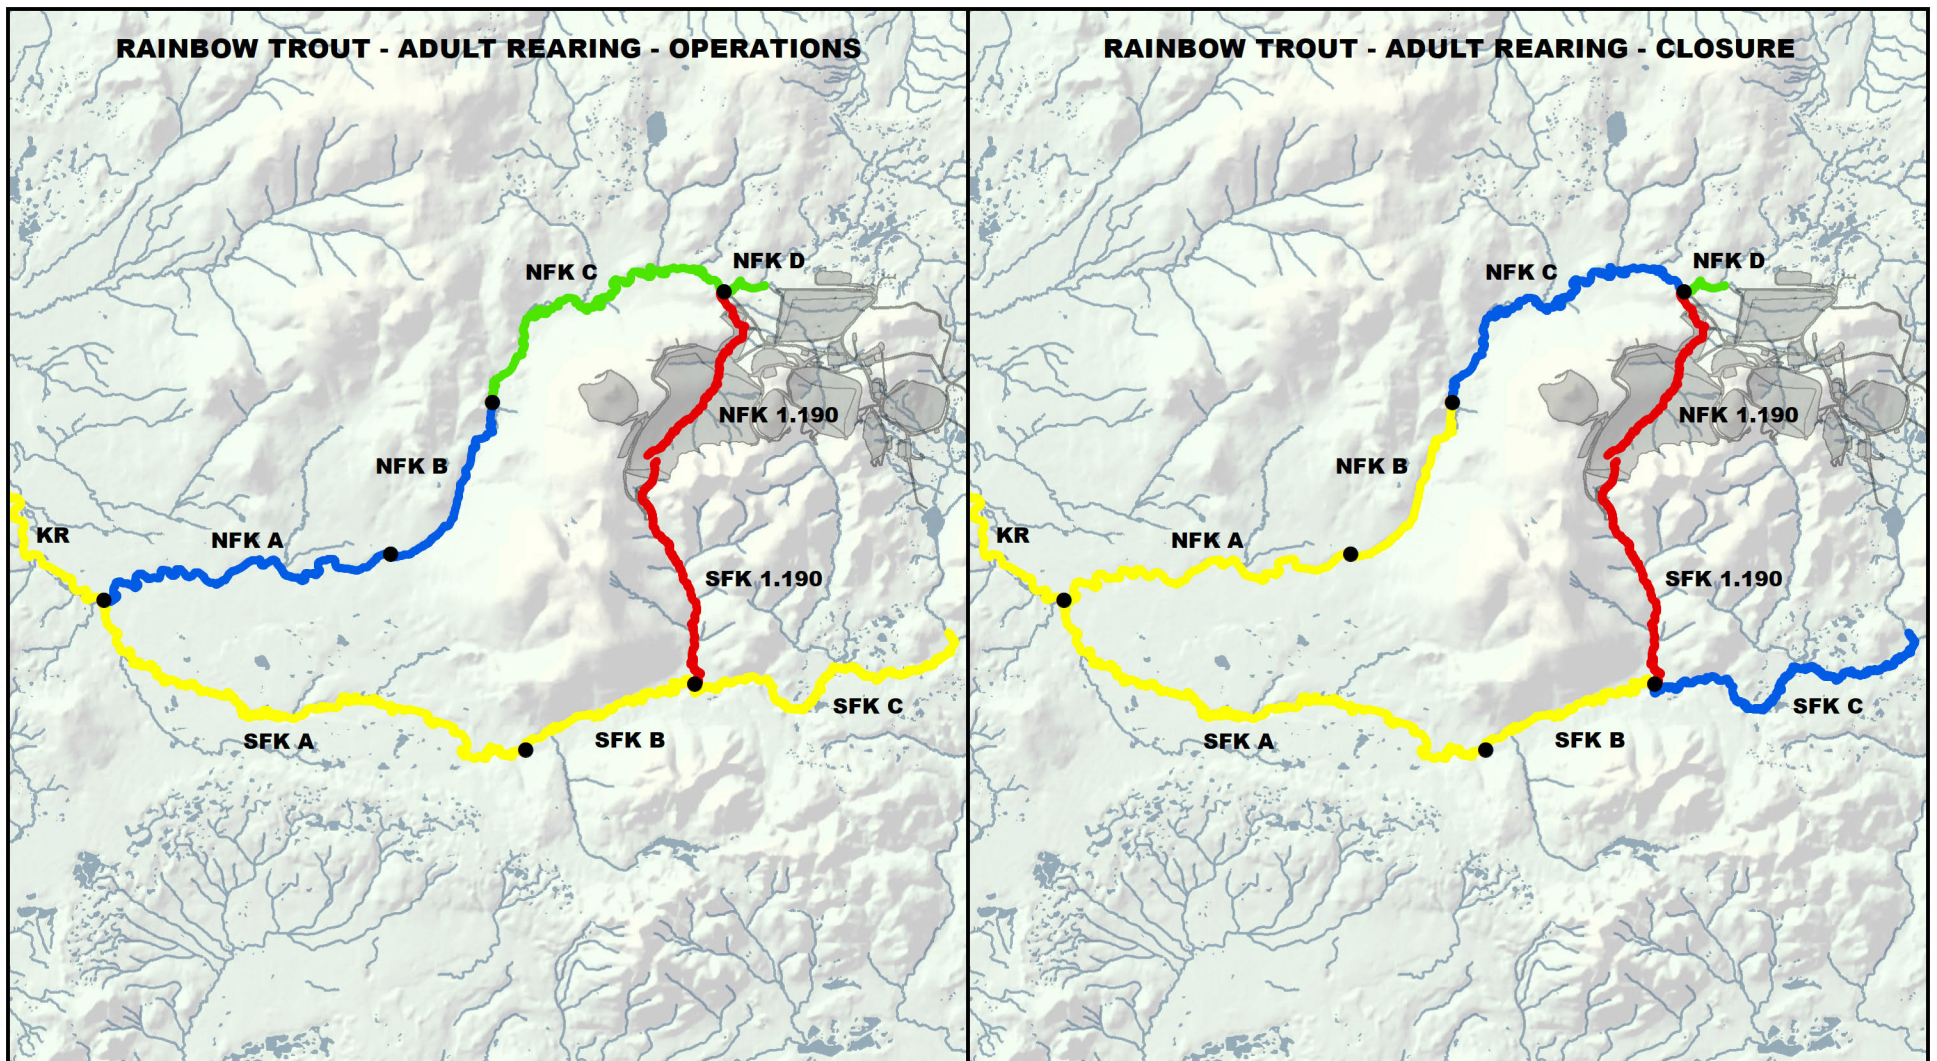 RAINBOW TROUT - ADULT REARING - OPERATIONS
NFK D
NFK C
NFK 1.190
NFK B
KR
NFK A
SFK 1.190
SFK C
SFK A
SFK B
RAINBOW TROUT - ADULT REARING - CLOSURE
NFK D
NFK C
NFK 1.190
NFK B
KR
NFK A
SFK 1.190
SFK C
SFK A
SFK B